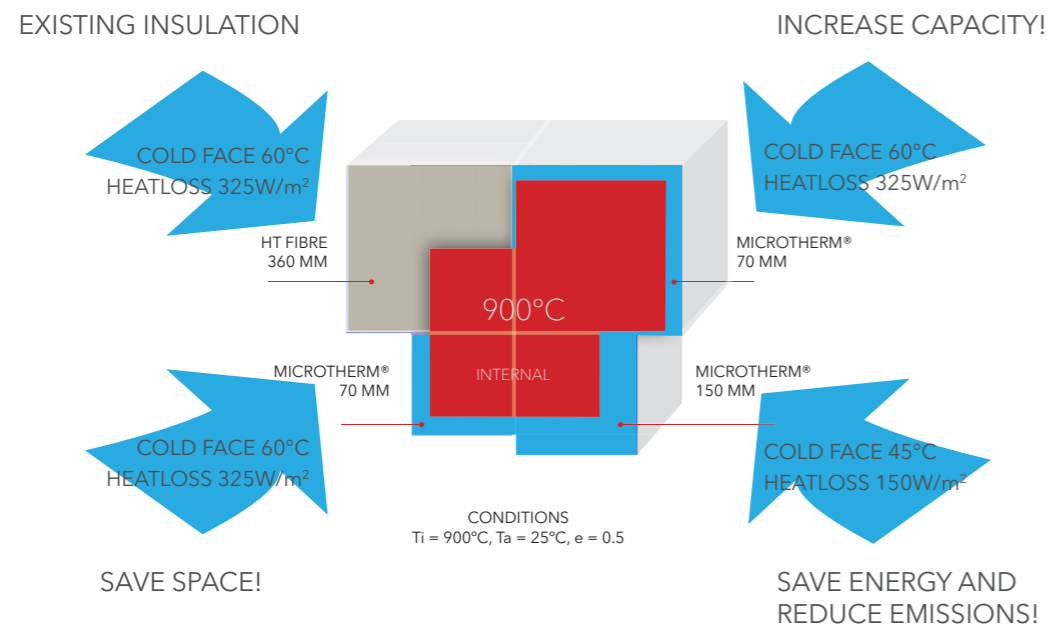 EXISTING INSULATION
INCREASE CAPACITY!
COLD FACE 60°C
HEATLOSS 325W/m²
COLD FACE 60°C
HEATLOSS 325W/m²
HT FIBRE
360 MM
MICROTHERM®
70 MM
900°C
INTERNAL
MICROTHERM®
70 MM
MICROTHERM®
150 MM
COLD FACE 60°C
HEATLOSS 325W/m²
COLD FACE 45°C
HEATLOSS 150W/m²
CONDITIONS
Ti = 900°C, Ta = 25°C, e = 0.5
SAVE SPACE!
SAVE ENERGY AND
REDUCE EMISSIONS!